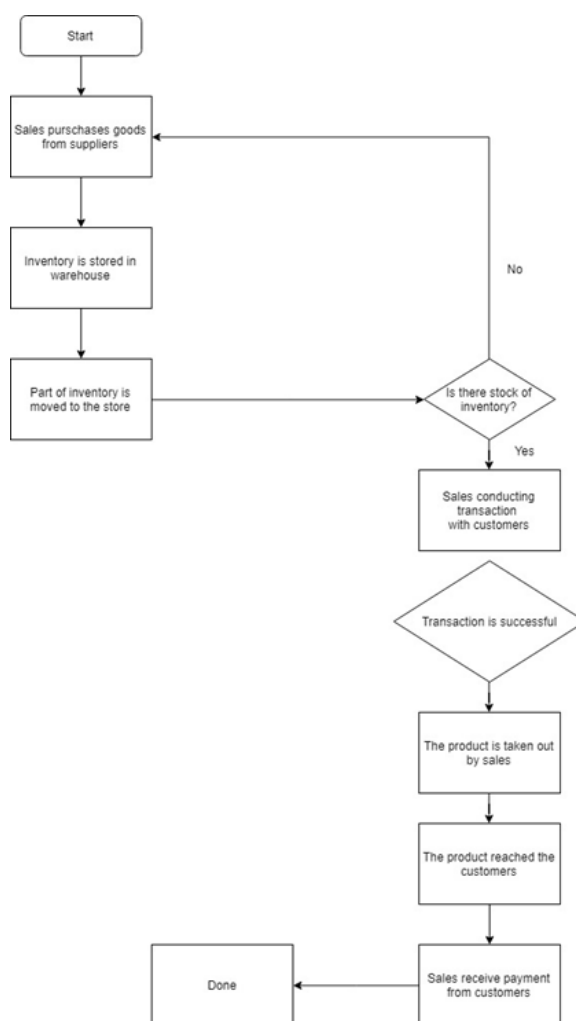 Start
Sales purschases goods
from suppliers
Inventory is stored in
warehouse
Part of inventory is
moved to the store
No
Is there stock of
inventory?
Yes
Sales conducting
transaction
with customers
Transaction is successful
The product is taken out
by sales
The product reached the
customers
Sales receive payment
from customers
Done